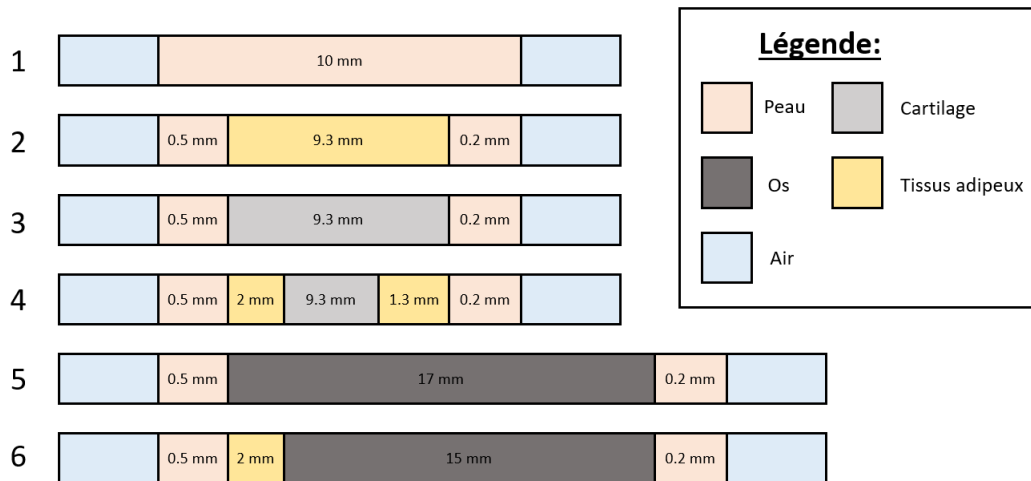 1
10 mm
2
0.5 mm
9.3 mm
0.2 mm
3
0.5 mm
9.3 mm
0.2 mm
4
0.5 mm
2 mm
9.3 mm
1.3 mm
0.2 mm
5
0.5 mm
17 mm
0.2 mm
6
0.5 mm
2 mm
15 mm
0.2 mm
Légende:
Peau
Cartilage
Os
Tissus adipeux
Air